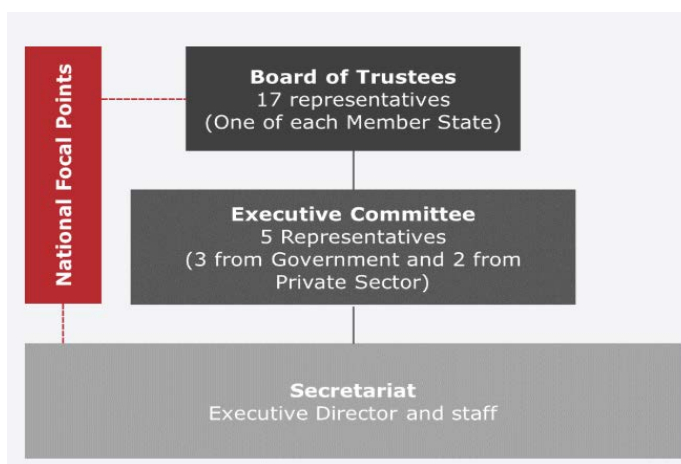 National Focal Points
Board of Trustees
17 representatives
(One of each Member State)
Executive Committee
5 Representatives
(3 from Government and 2 from
Private Sector)
Secretariat
Executive Director and staff